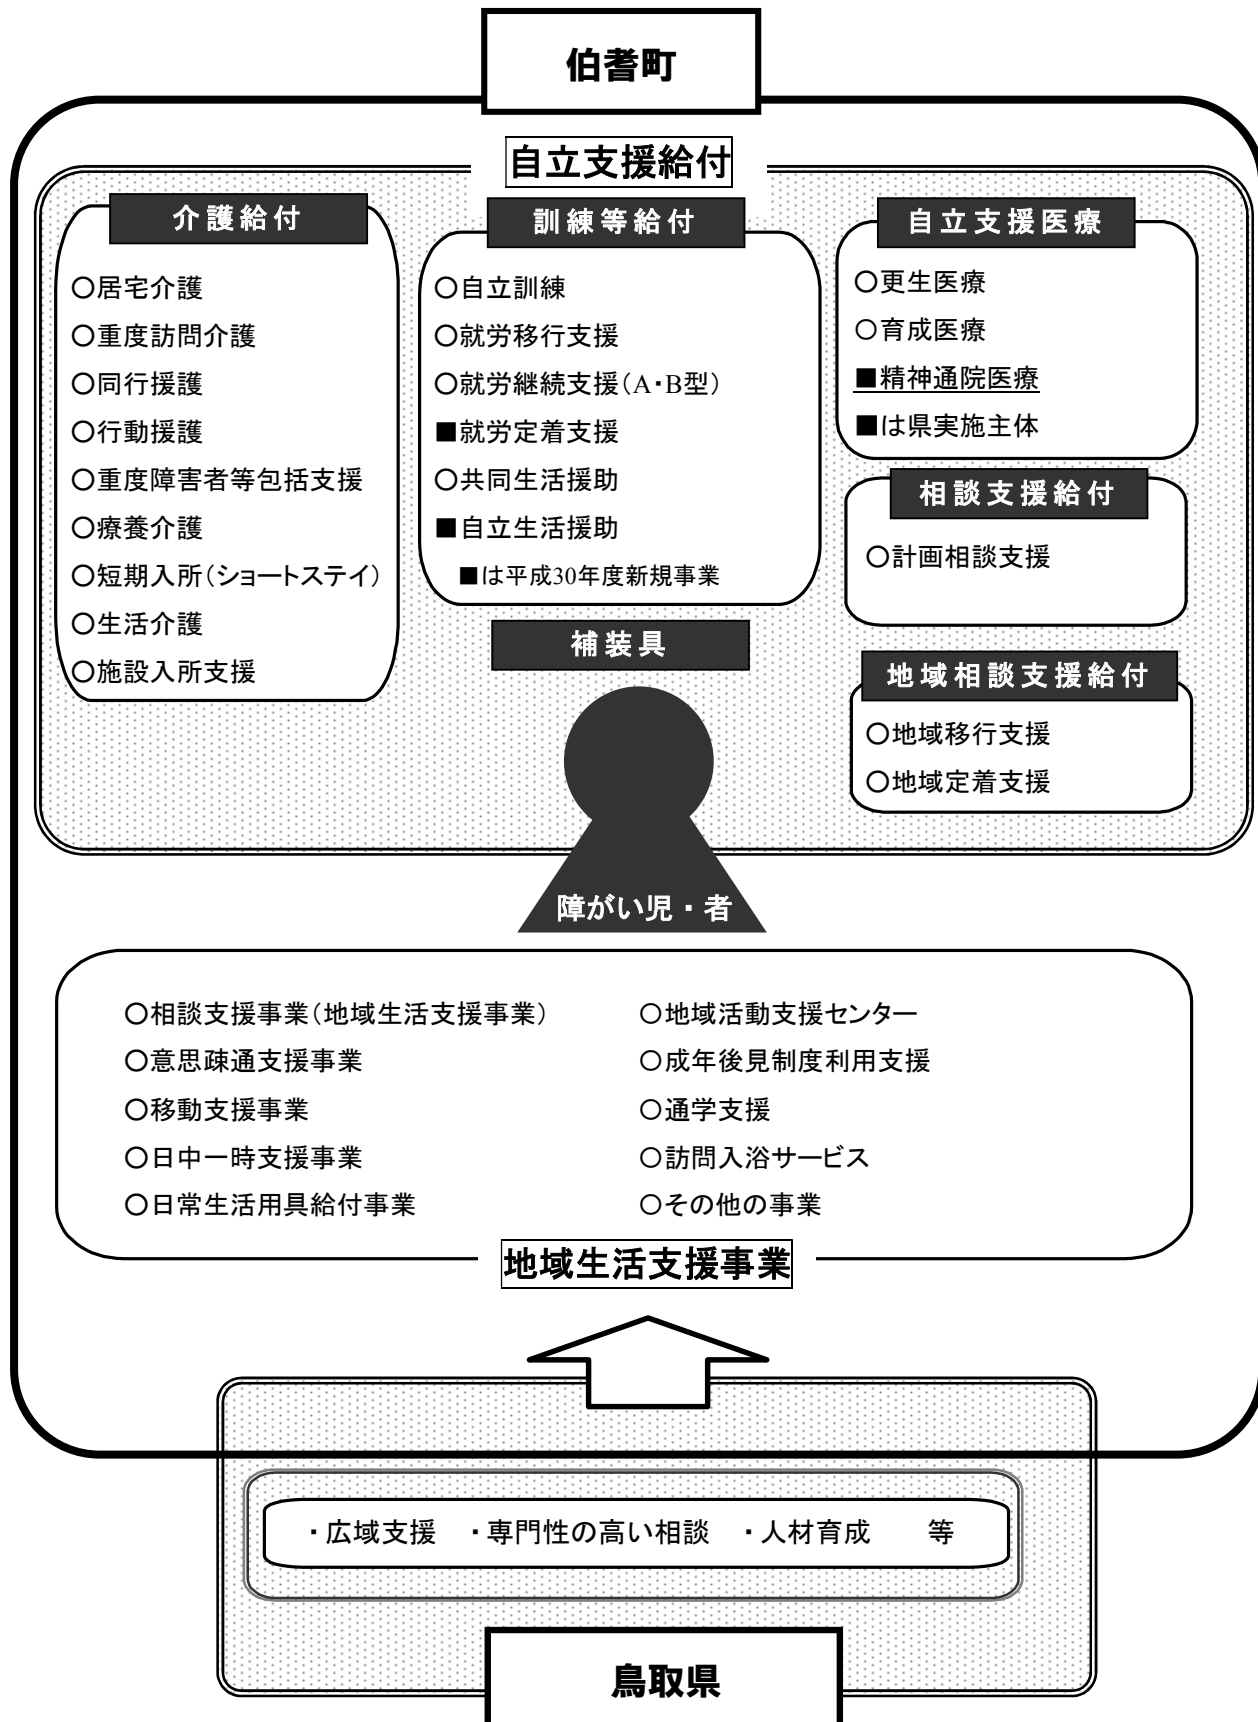 伯耆町
自立支援給付
介護給付
○居宅介護
○重度訪問介護
○同行援護
○行動援護
○重度障害者等包括支援
○療養介護
○短期入所（ショートステイ）
○生活介護
○施設入所支援
訓練等給付
○自立訓練
○就労移行支援
○就労継続支援（A・B型）
■就労定着支援
○共同生活援助
■自立生活援助
■は平成30年度新規事業
補装具
自立支援医療
○更生医療
○育成医療
■精神通院医療
■は県実施主体
相談支援給付
○計画相談支援
地域相談支援給付
○地域移行支援
○地域定着支援
障がい児・者
○相談支援事業（地域生活支援事業）
○意思疎通支援事業
○移動支援事業
○日中一時支援事業
○日常生活用具給付事業
○地域活動支援センター
○成年後見制度利用支援
○通学支援
○訪問入浴サービス
○その他の事業
地域生活支援事業
・広域支援　・専門性の高い相談　・人材育成　　等
鳥取県